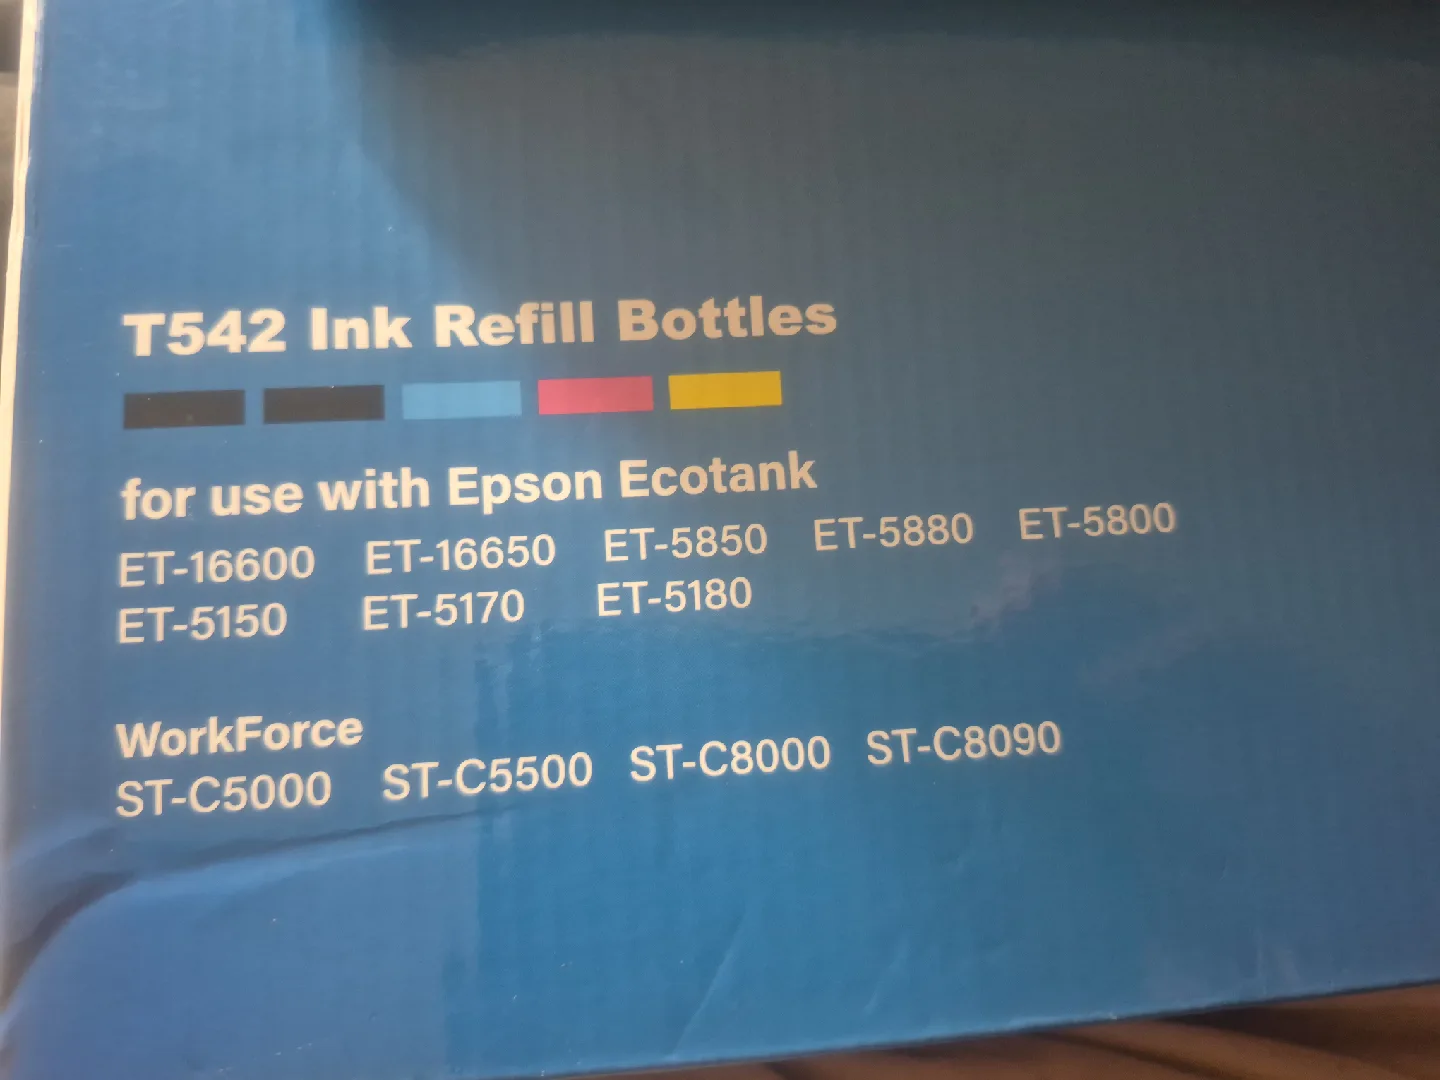 T542 Ink Refill Bottles
for use with Epson Ecotank
ET-16600 ET-16650 ET-5850 ET-5880 ET-5800
ET-5150 ET-5170 ET-5180
WorkForce
ST-C5000 ST-C5500 ST-C8000 ST-C8090